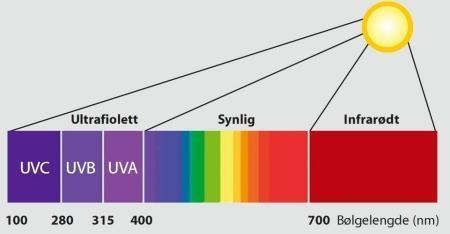 Ultrafiolett Synlig Infrarødt
UVC UVB UVA
100 280 315 400 700 Bølgelengde (nm)